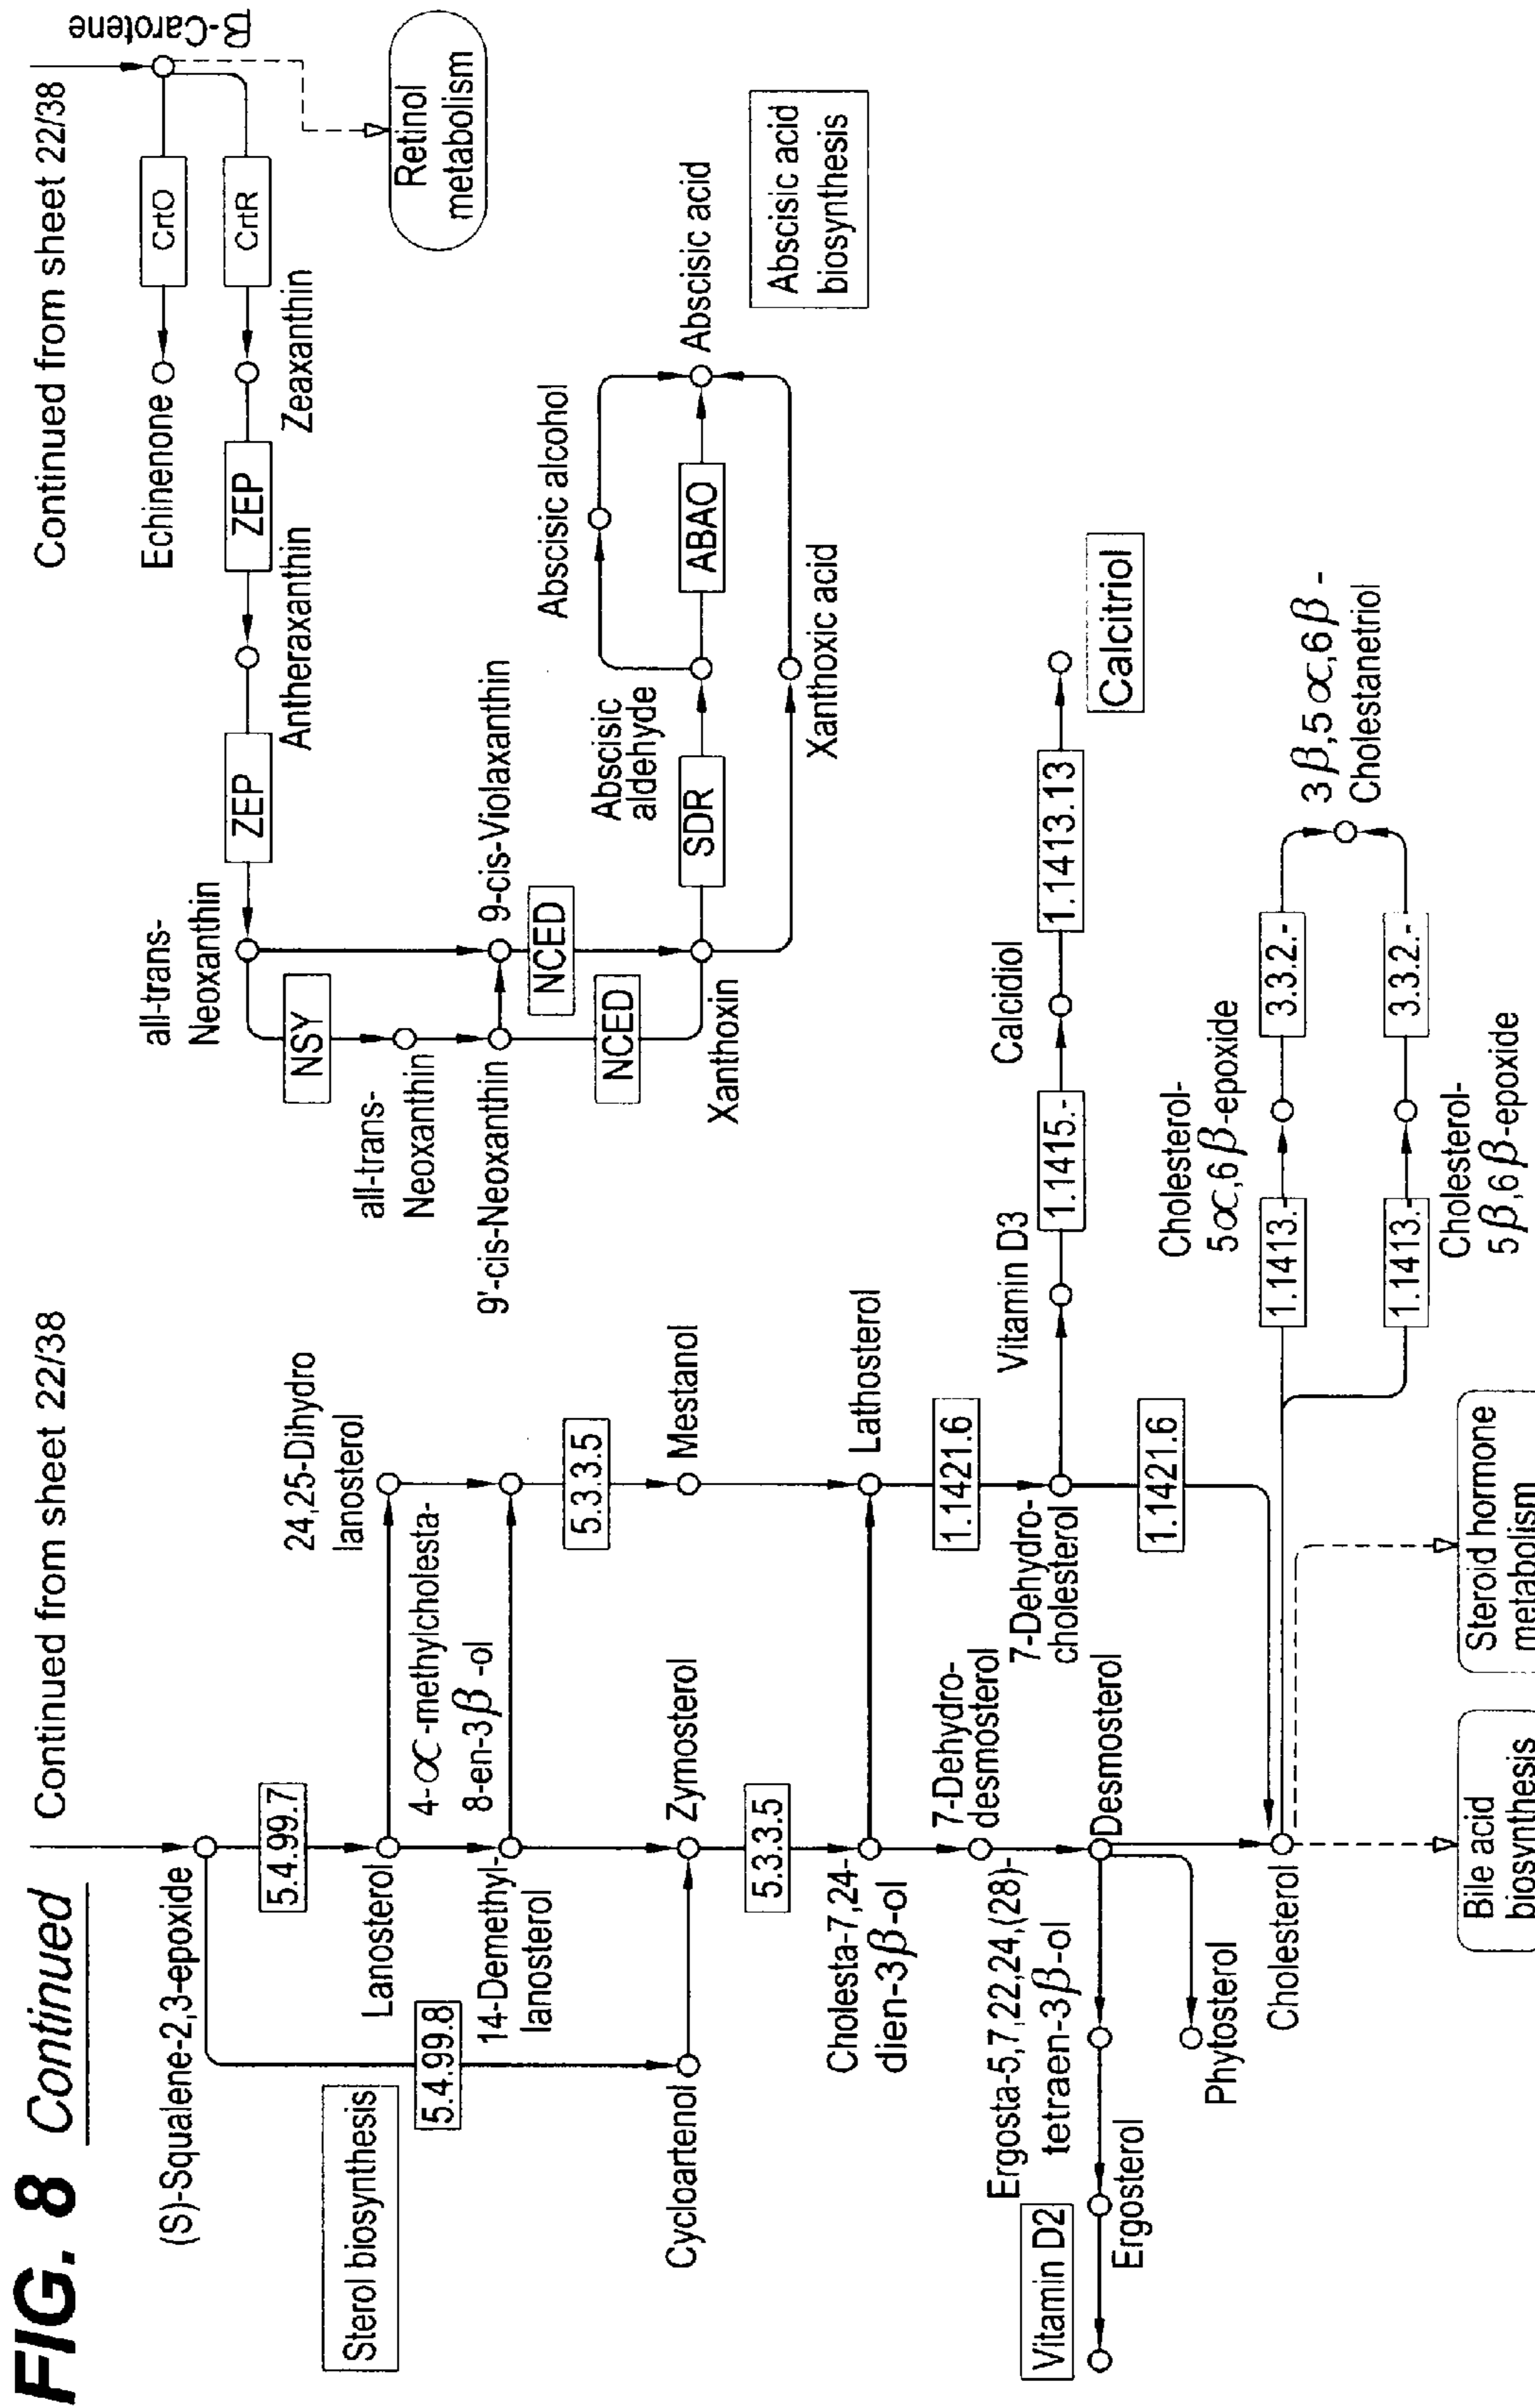 FIG. 8 Continued
Continued from sheet 22/38
Continued from sheet 22/38
(S)-Squalene-2,3-epoxide
5.4.99.7
Sterol biosynthesis
5.4.99.8
Lanosterol
24,25-Dihydro
lanosterol
4-α-methylcholesta-
8-en-3β-ol
14-Demethyl-
lanosterol
5.3.3.5
Cycloartenol
Zymosterol
Mestanol
5.3.3.5
Cholesta-7,24-
dien-3β-ol
Lathosterol
7-Dehydro-
desmosterol
1.1421.6
7-Dehydro-
cholesterol
Vitamin D3
1.1415.-
Calcidiol
1.1413.13
Calcitriol
Ergosta-5,7,22,24,(28)-
tetraen-3β-ol
Desmosterol
1.1421.6
Vitamin D2
Ergosterol
Phytosterol
Cholesterol
1.1413.-
Cholesterol-
5α,6β-epoxide
3.3.2.-
3β,5α,6β-
Cholestanetriol
1.1413.-
Cholesterol-
5β,6β-epoxide
3.3.2.-
Bile acid
biosynthesis
Steroid hormone
metabolism
β-Carotene
CrtO
Echinenone
CrtR
Zeaxanthin
Retinol
metabolism
ZEP
Antheraxanthin
ZEP
all-trans-
Neoxanthin
NSY
all-trans-
Neoxanthin
9'-cis-Neoxanthin
9-cis-Violaxanthin
NCED
NCED
Xanthoxin
SDR
Abscisic
aldehyde
Abscisic alcohol
ABAO
Abscisic acid
Xanthoxic acid
Abscisic acid
biosynthesis